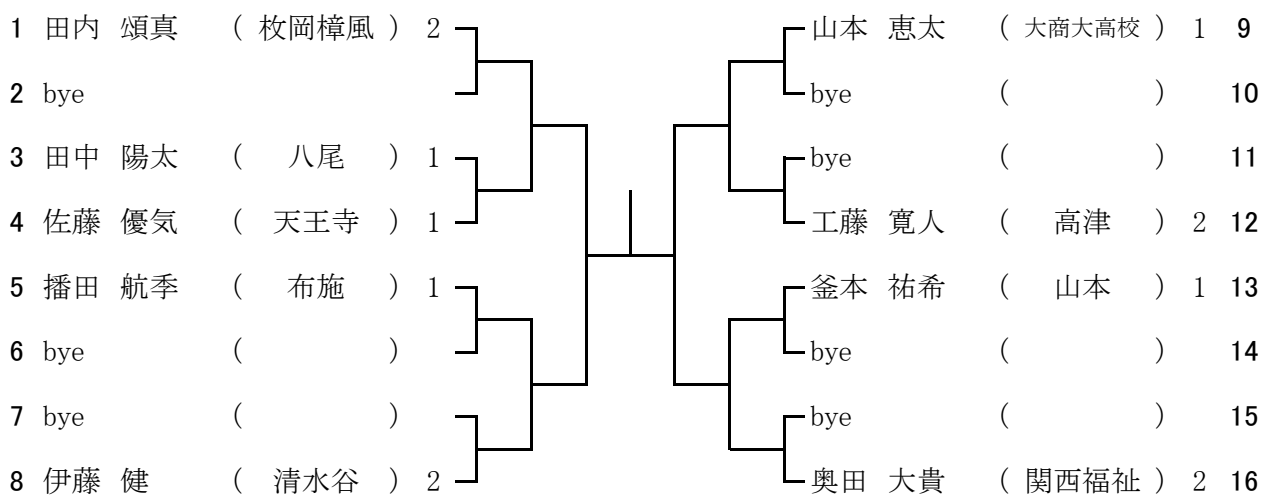 1 田内 頌真 ( 枚岡樟風 ) 2
2 bye
3 田中 陽太 ( 八尾 ) 1
4 佐藤 優気 ( 天王寺 ) 1
5 播田 航季 ( 布施 ) 1
6 bye ( )
7 bye ( )
8 伊藤 健 ( 清水谷 ) 2
山本 恵太 ( 大商大高校 ) 1 9
bye ( ) 10
bye ( ) 11
工藤 寛人 ( 高津 ) 2 12
釜本 祐希 ( 山本 ) 1 13
bye ( ) 14
bye ( ) 15
奥田 大貴 ( 関西福祉 ) 2 16